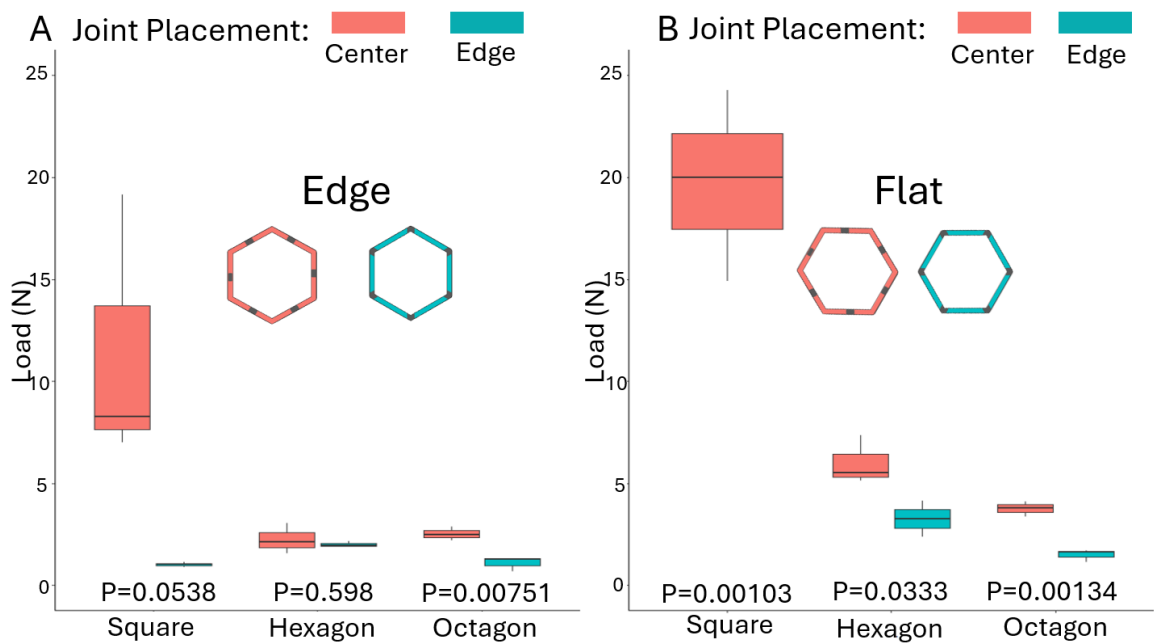 A Joint Placement:
Center
Edge
25
20
15
10
5
0
Load (N)
Edge
P=0.0538
P=0.598
P=0.00751
Square
Hexagon
Octagon
B Joint Placement:
Center
Edge
25
20
15
10
5
0
Load (N)
Flat
P=0.00103
P=0.0333
P=0.00134
Square
Hexagon
Octagon